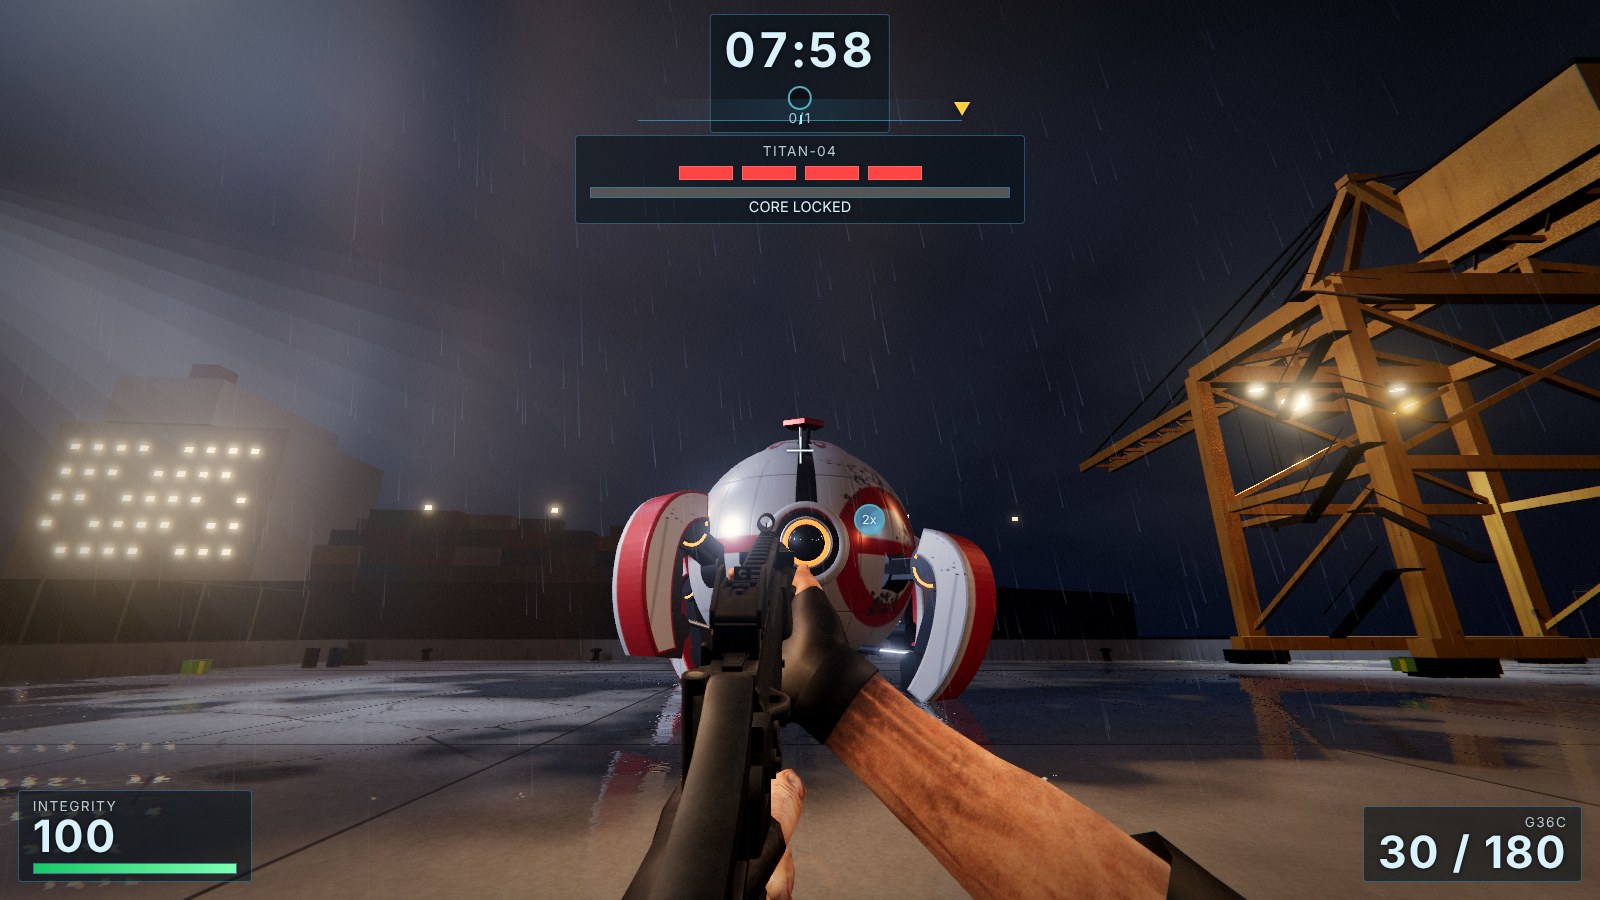 07:58
0/1
TITAN-04
CORE LOCKED
2x
INTEGRITY
100
G36C
30 / 180